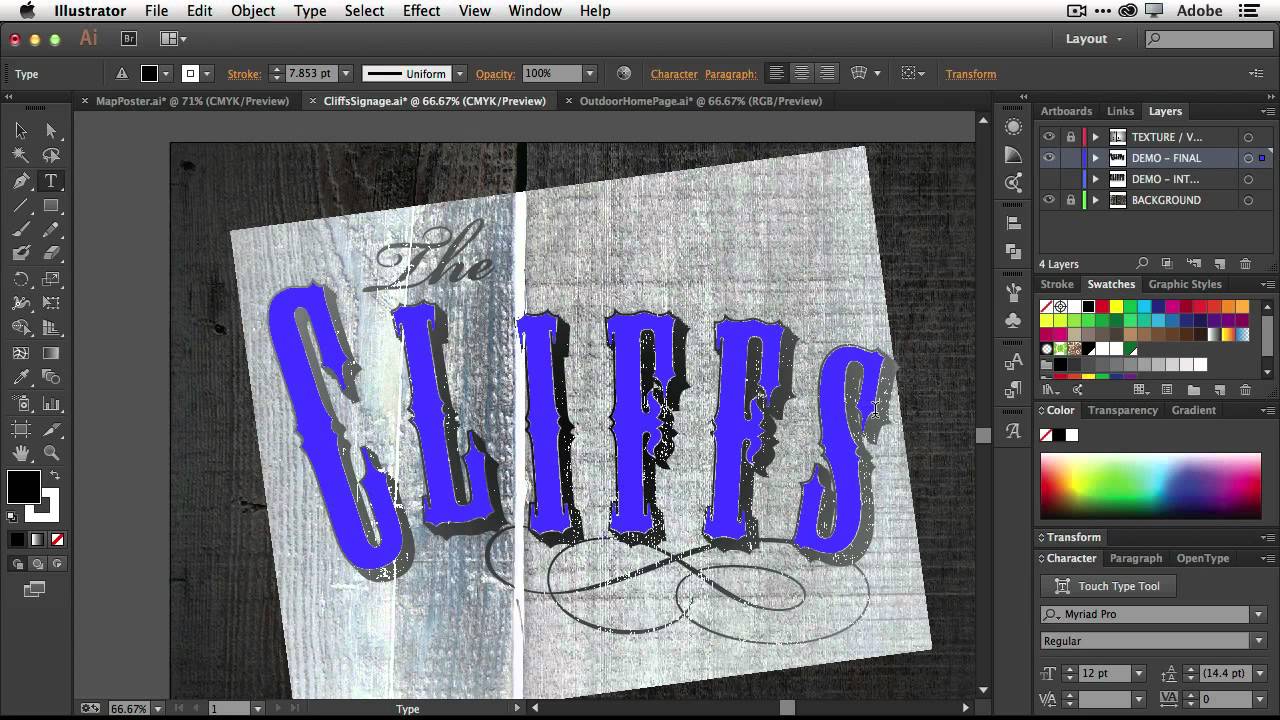 Illustrator File Edit Object Type Select Effect View Window Help Adobe
Ai Br Layout
Type Stroke: 7.853 pt Uniform Opacity: 100% Character Paragraph: Transform
× MapPoster.ai* @ 71% (CMYK/Preview) × CliffsSignage.ai* @ 66.67% (CMYK/Preview) × OutdoorHomePage.ai* @ 66.67% (RGB/Preview)
Artboards Links Layers
TEXTURE / V...
DEMO – FINAL
DEMO – INT...
BACKGROUND
4 Layers
Stroke Swatches Graphic Styles
Color Transparency Gradient
Transform
Character Paragraph OpenType
Touch Type Tool
Myriad Pro
Regular
12 pt (14.4 pt)
0
The
CLIFFS
66.67% 1 Type